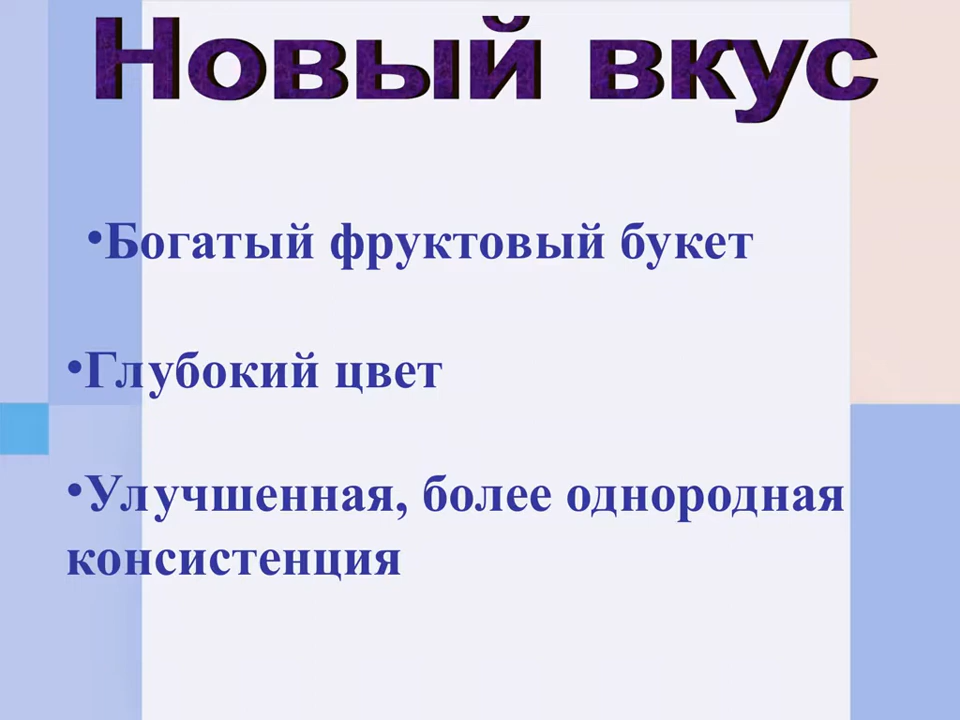 Новый вкус
•Богатый фруктовый букет
•Глубокий цвет
•Улучшенная, более однородная
консистенция